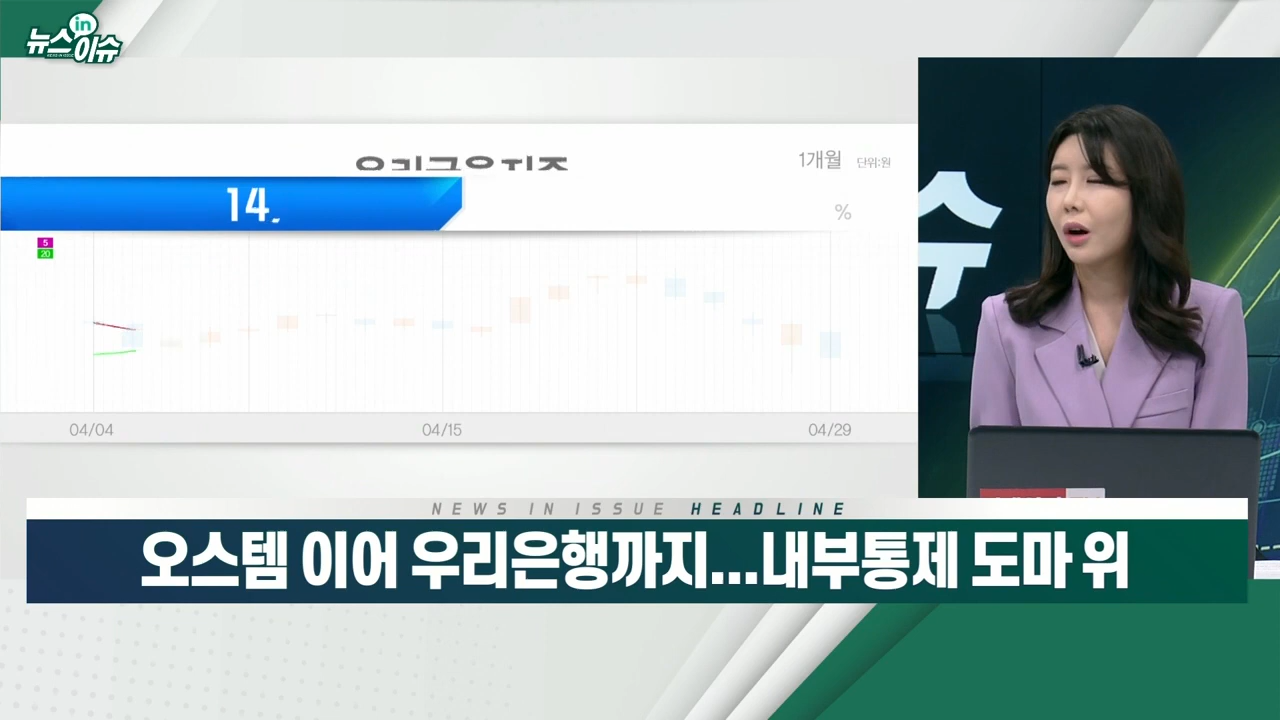 뉴스in이슈
1개월 단위:원
14.
%
5
20
04/04 04/15 04/29
NEWS IN ISSUE HEADLINE
오스템 이어 우리은행까지...내부통제 도마 위
슈